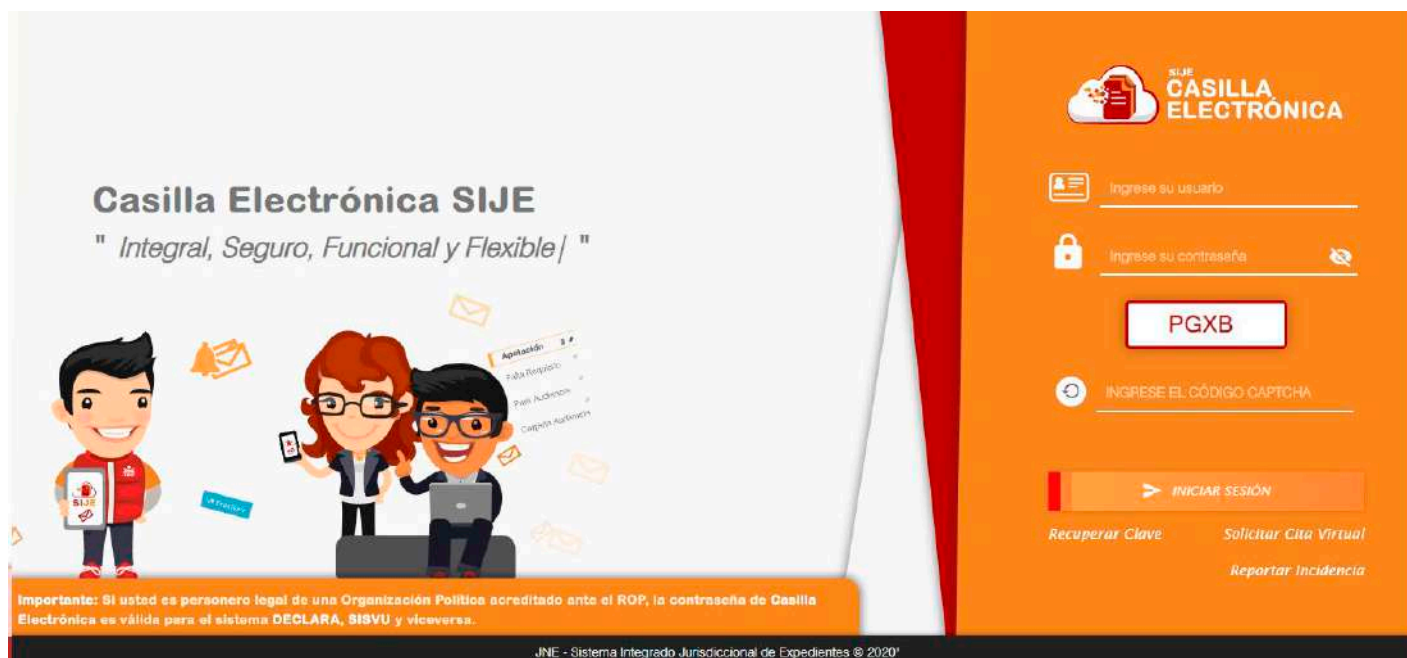 Casilla Electrónica SIJE
" Integral, Seguro, Funcional y Flexible| "
Apelación
Falta Requisito
SIJE
Importante: Si usted es personero legal de una Organización Política acreditado ante el ROP, la contraseña de Casilla
Electrónica es válida para el sistema DECLARA, SISVU y viceversa.
SIJE
CASILLA
ELECTRÓNICA
Ingrese su usuario
Ingrese su contraseña
PGXB
INGRESE EL CÓDIGO CAPTCHA
INICIAR SESIÓN
Recuperar Clave
Solicitar Cita Virtual
Reportar Incidencia
JNE - Sistema Integrado Jurisdiccional de Expedientes © 2020"